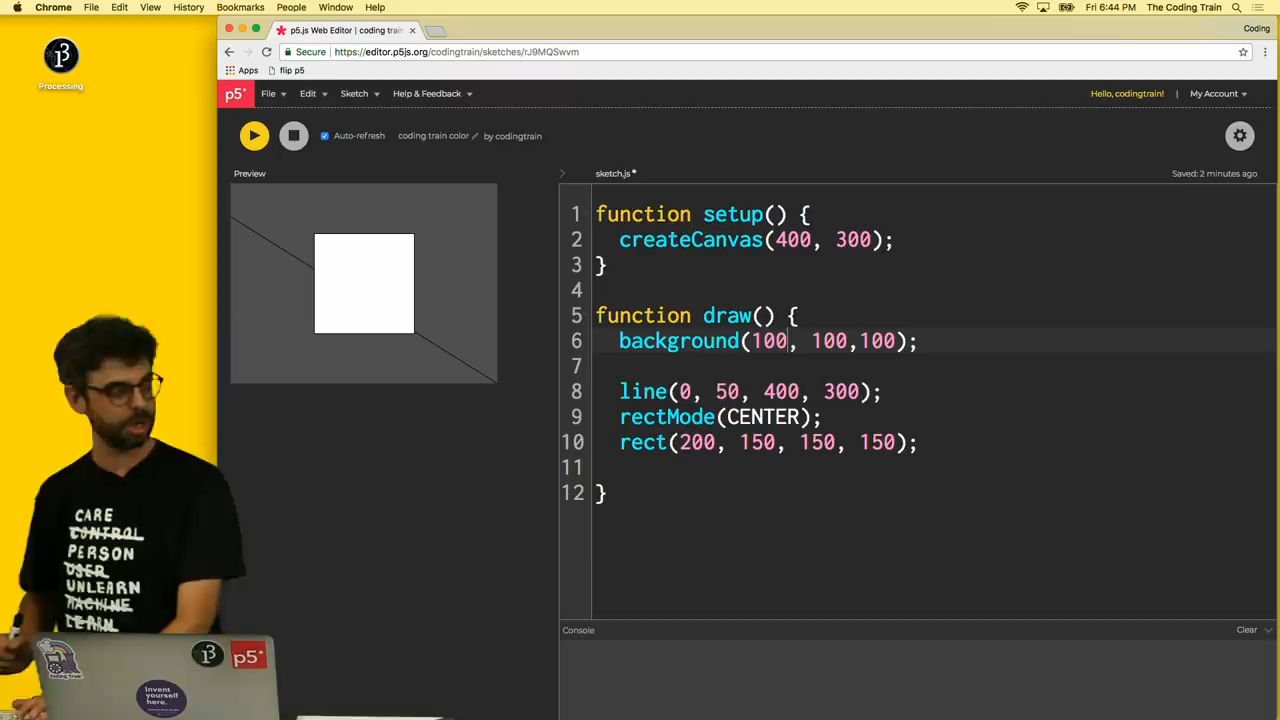 Chrome File Edit View History Bookmarks People Window Help Fri 6:44 PM The Coding Train
p5.js Web Editor | coding train Coding
Secure https://editor.p5js.org/codingtrain/sketches/rJ9MQSwvm
Apps flip p5
Processing
p5* File Edit Sketch Help & Feedback Hello, codingtrain! | My Account
Auto-refresh coding train color by codingtrain
Preview
sketch.js Saved: 2 minutes ago
1 function setup() {
2 createCanvas(400, 300);
3 }
4
5 function draw() {
6 background(100, 100,100);
7
8 line(0, 50, 400, 300);
9 rectMode(CENTER);
10 rect(200, 150, 150, 150);
11
12 }
Console Clear
CARE
CONTROL
PERSON
USER
UNLEARN
MACHINE
LEARN
p5*
Invent
yourself
here.